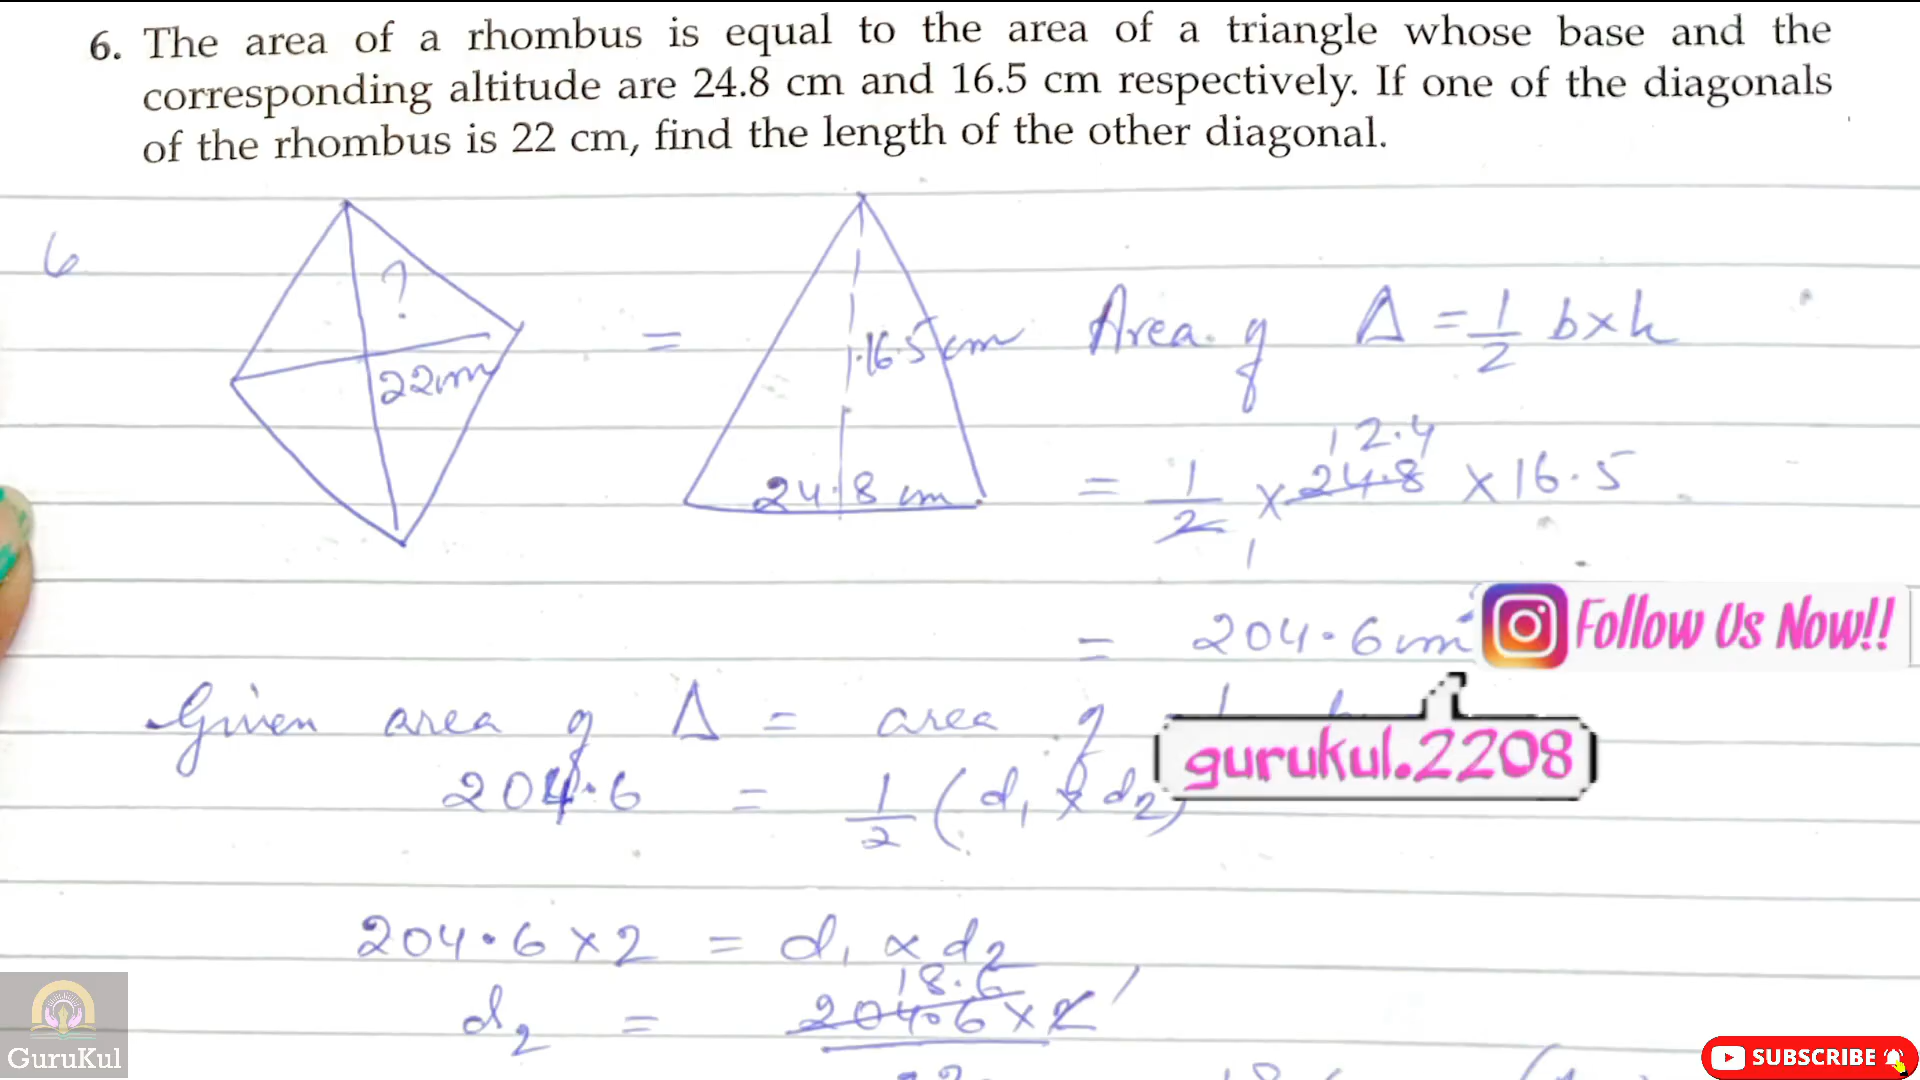 6. The area of a rhombus is equal to the area of a triangle whose base and the
corresponding altitude are 24.8 cm and 16.5 cm respectively. If one of the diagonals
of the rhombus is 22 cm, find the length of the other diagonal.
6
?
22cm
=
16.5cm
24.8 cm
Area of Δ = 1/2 b×h
= 1/2 × 24.8 × 16.5
12.4
1
= 204.6 cm²
Follow Us Now!!
gurukul.2208
Given area of Δ = area of
204.6 = 1/2 (d₁ × d₂)
204.6 × 2 = d₁ × d₂
18.6
d₂ = 204.6 × 2
22
GuruKul
SUBSCRIBE